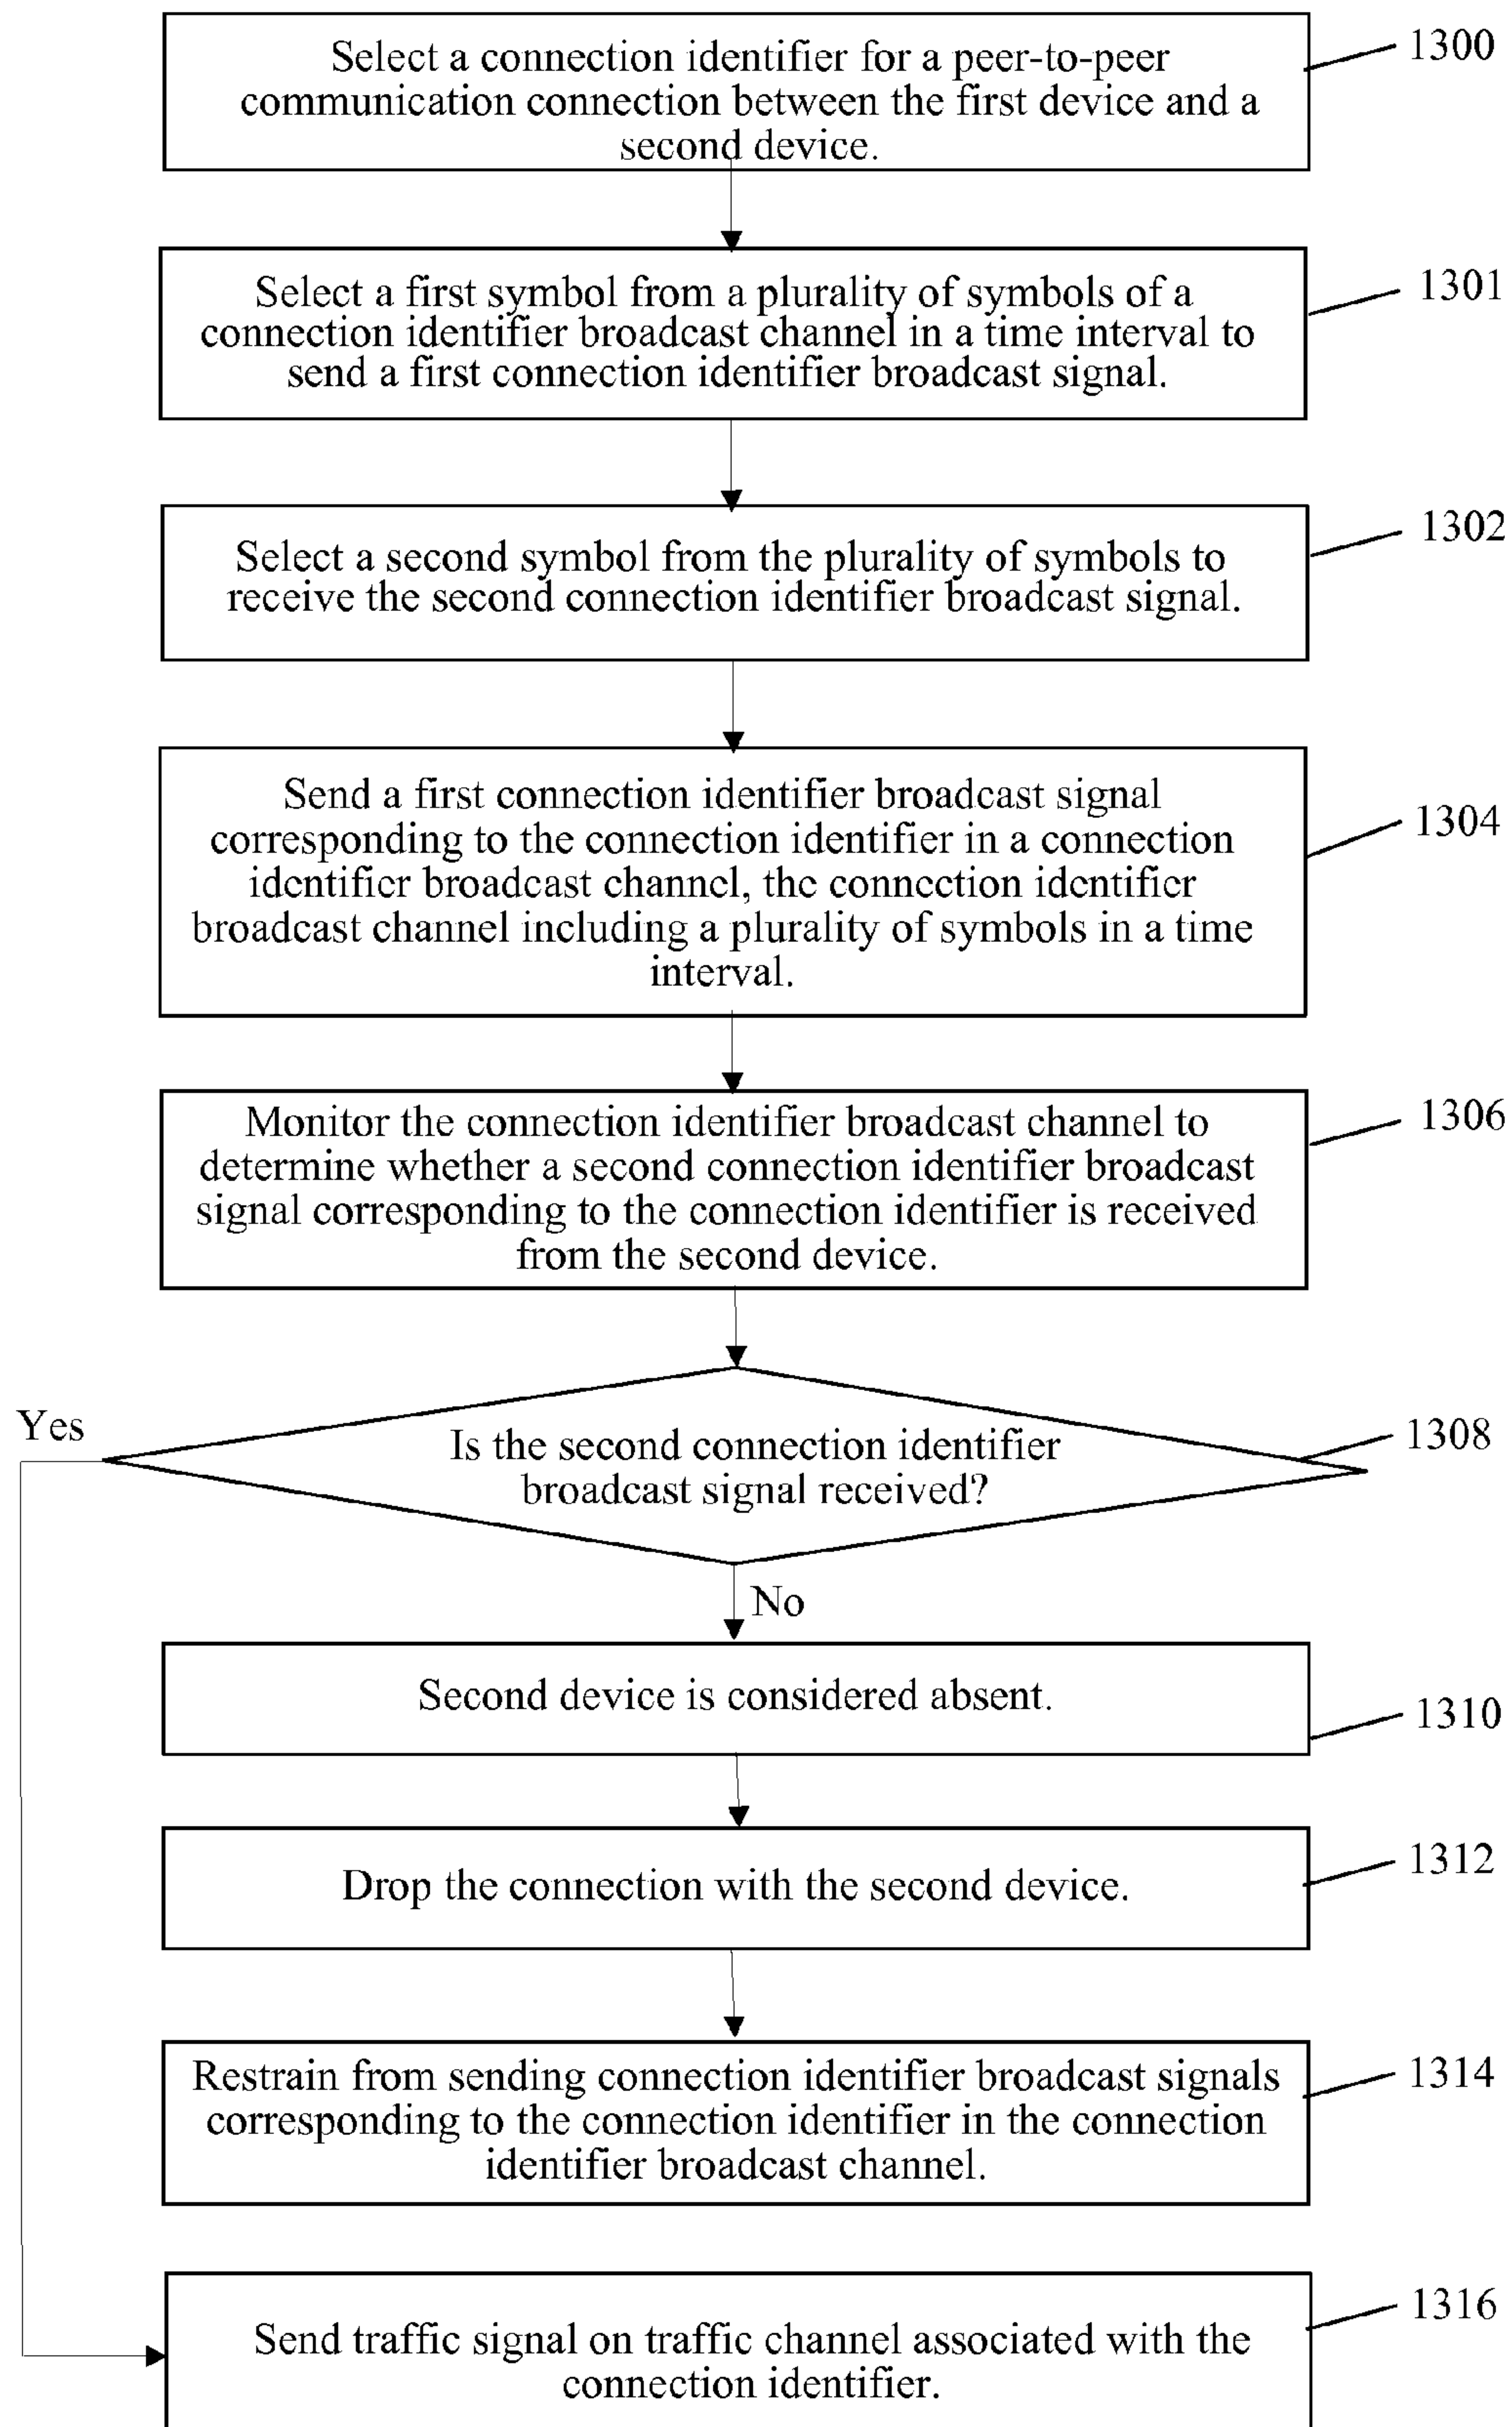 Select a connection identifier for a peer-to-peer
communication connection between the first device and a
second device.
1300
Select a first symbol from a plurality of symbols of a
connection identifier broadcast channel in a time interval to
send a first connection identifier broadcast signal.
1301
Select a second symbol from the plurality of symbols to
receive the second connection identifier broadcast signal.
1302
Send a first connection identifier broadcast signal
corresponding to the connection identifier in a connection
identifier broadcast channel, the connection identifier
broadcast channel including a plurality of symbols in a time
interval.
1304
Monitor the connection identifier broadcast channel to
determine whether a second connection identifier broadcast
signal corresponding to the connection identifier is received
from the second device.
1306
Yes
Is the second connection identifier
broadcast signal received?
1308
No
Second device is considered absent.
1310
Drop the connection with the second device.
1312
Restrain from sending connection identifier broadcast signals
corresponding to the connection identifier in the connection
identifier broadcast channel.
1314
Send traffic signal on traffic channel associated with the
connection identifier.
1316